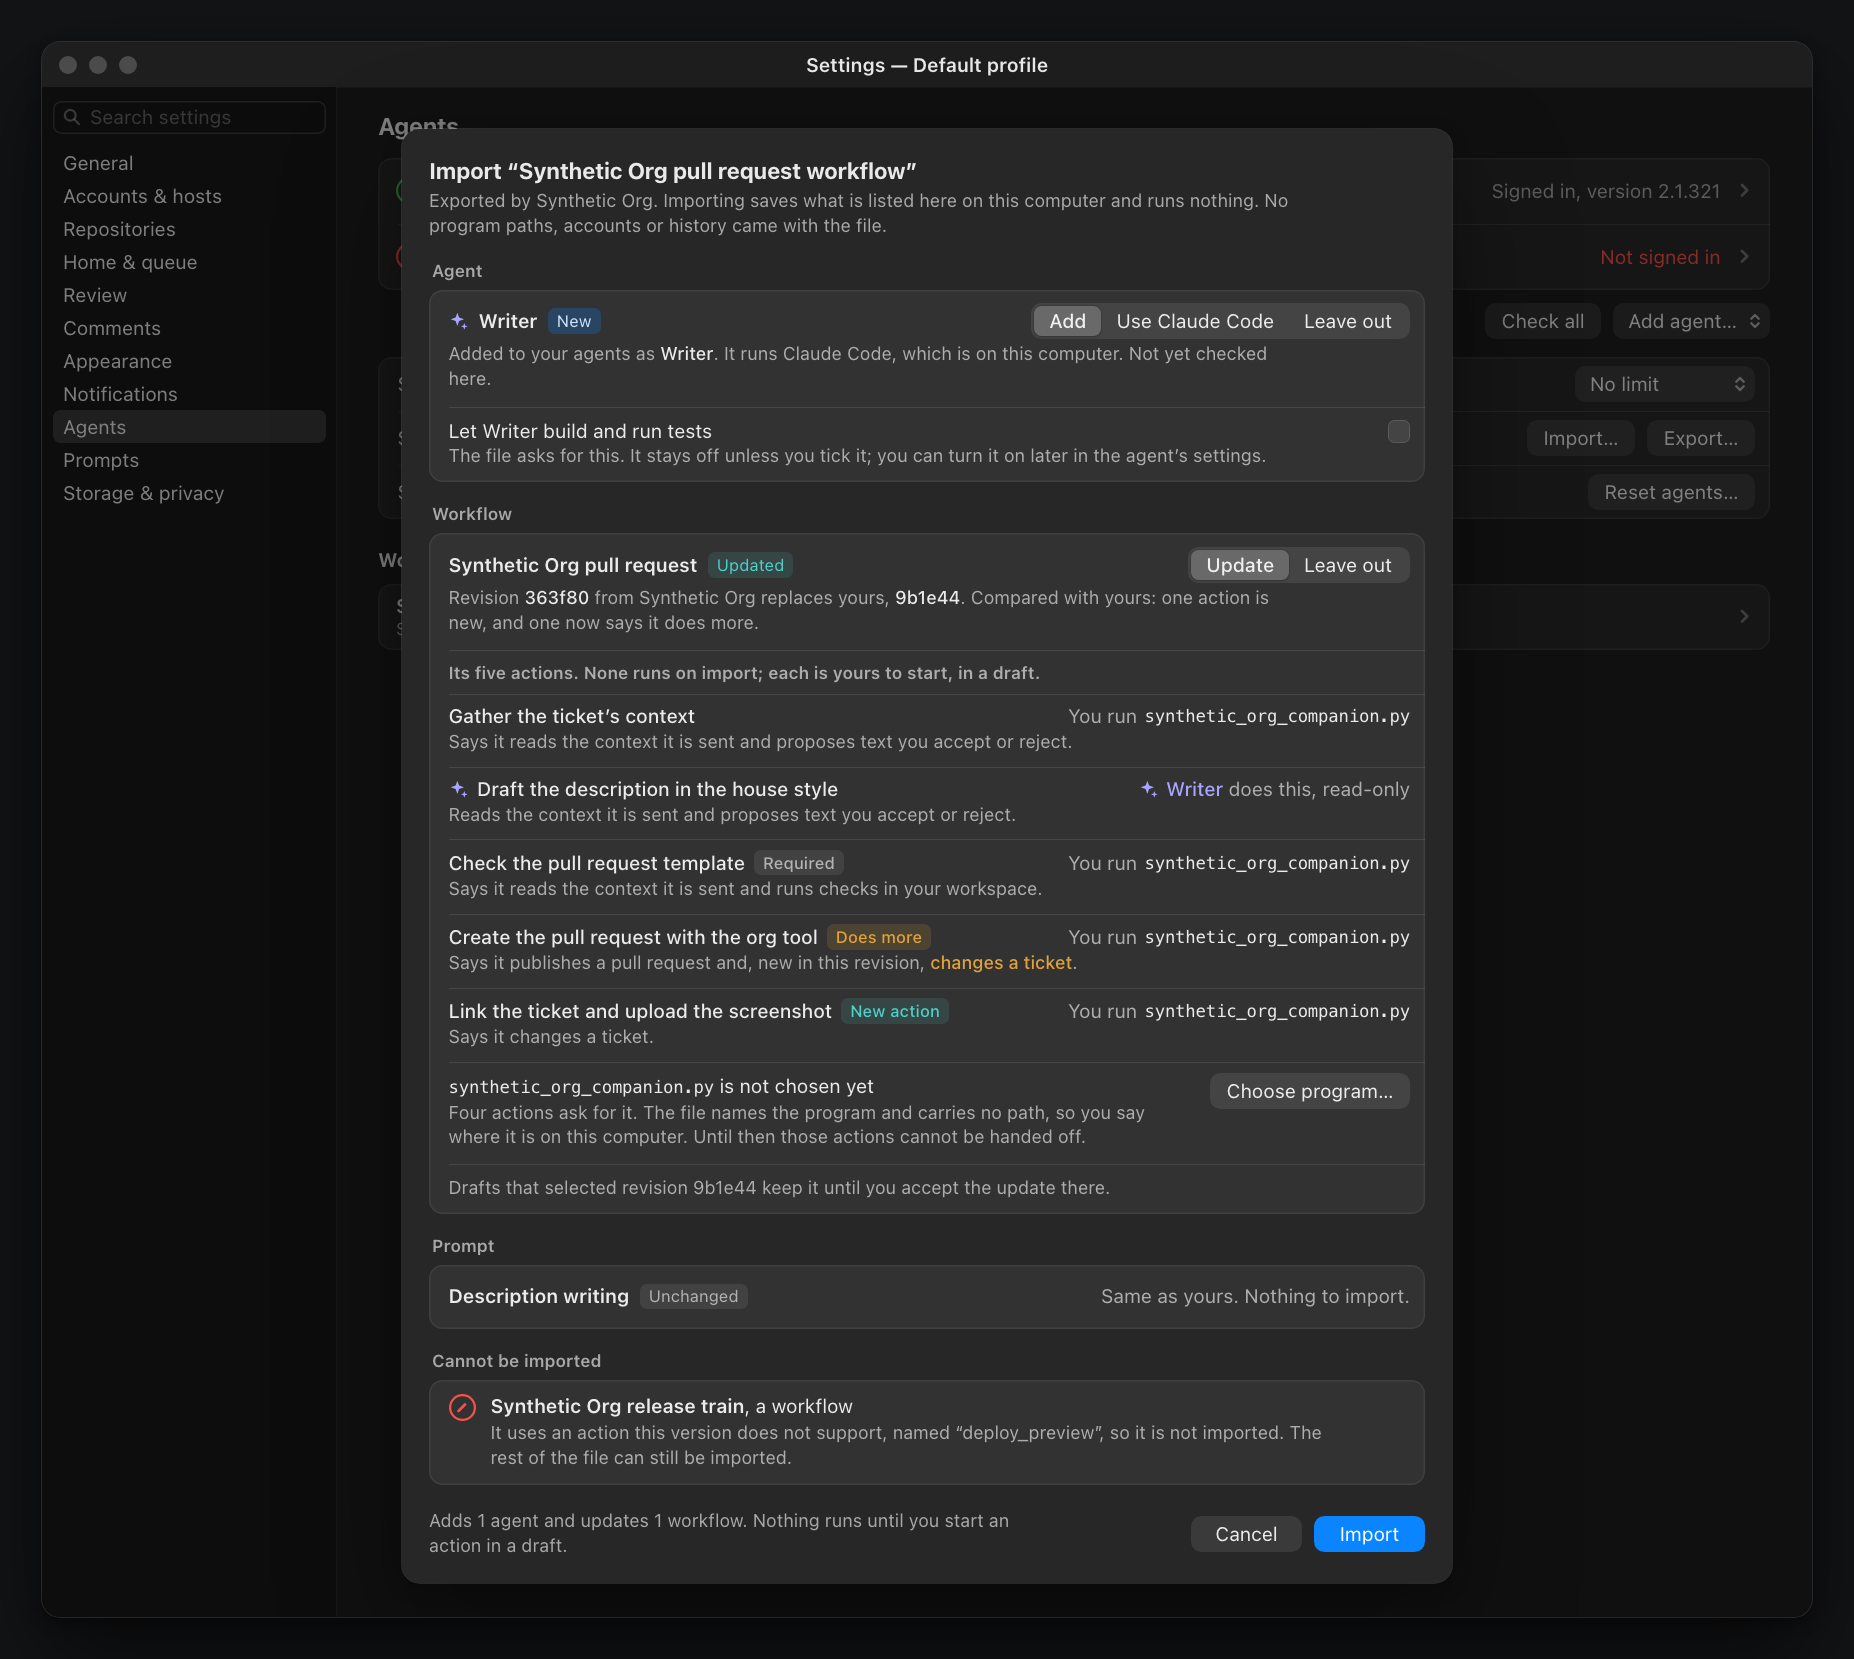 Settings — Default profile
Search settings
General
Accounts & hosts
Repositories
Home & queue
Review
Comments
Appearance
Notifications
Agents
Prompts
Storage & privacy
Agents
Signed in, version 2.1.321
Not signed in
Check all
Add agent...
No limit
Import...
Export...
Reset agents...
Import “Synthetic Org pull request workflow”
Exported by Synthetic Org. Importing saves what is listed here on this computer and runs nothing. No
program paths, accounts or history came with the file.
Agent
Writer New
Add Use Claude Code Leave out
Added to your agents as Writer. It runs Claude Code, which is on this computer. Not yet checked
here.
Let Writer build and run tests
The file asks for this. It stays off unless you tick it; you can turn it on later in the agent’s settings.
Workflow
Synthetic Org pull request Updated
Update Leave out
Revision 363f80 from Synthetic Org replaces yours, 9b1e44. Compared with yours: one action is
new, and one now says it does more.
Its five actions. None runs on import; each is yours to start, in a draft.
Gather the ticket’s context
You run synthetic_org_companion.py
Says it reads the context it is sent and proposes text you accept or reject.
Draft the description in the house style
Writer does this, read-only
Reads the context it is sent and proposes text you accept or reject.
Check the pull request template Required
You run synthetic_org_companion.py
Says it reads the context it is sent and runs checks in your workspace.
Create the pull request with the org tool Does more
You run synthetic_org_companion.py
Says it publishes a pull request and, new in this revision, changes a ticket.
Link the ticket and upload the screenshot New action
You run synthetic_org_companion.py
Says it changes a ticket.
synthetic_org_companion.py is not chosen yet
Choose program...
Four actions ask for it. The file names the program and carries no path, so you say
where it is on this computer. Until then those actions cannot be handed off.
Drafts that selected revision 9b1e44 keep it until you accept the update there.
Prompt
Description writing Unchanged
Same as yours. Nothing to import.
Cannot be imported
Synthetic Org release train, a workflow
It uses an action this version does not support, named “deploy_preview”, so it is not imported. The
rest of the file can still be imported.
Adds 1 agent and updates 1 workflow. Nothing runs until you start an
action in a draft.
Cancel
Import